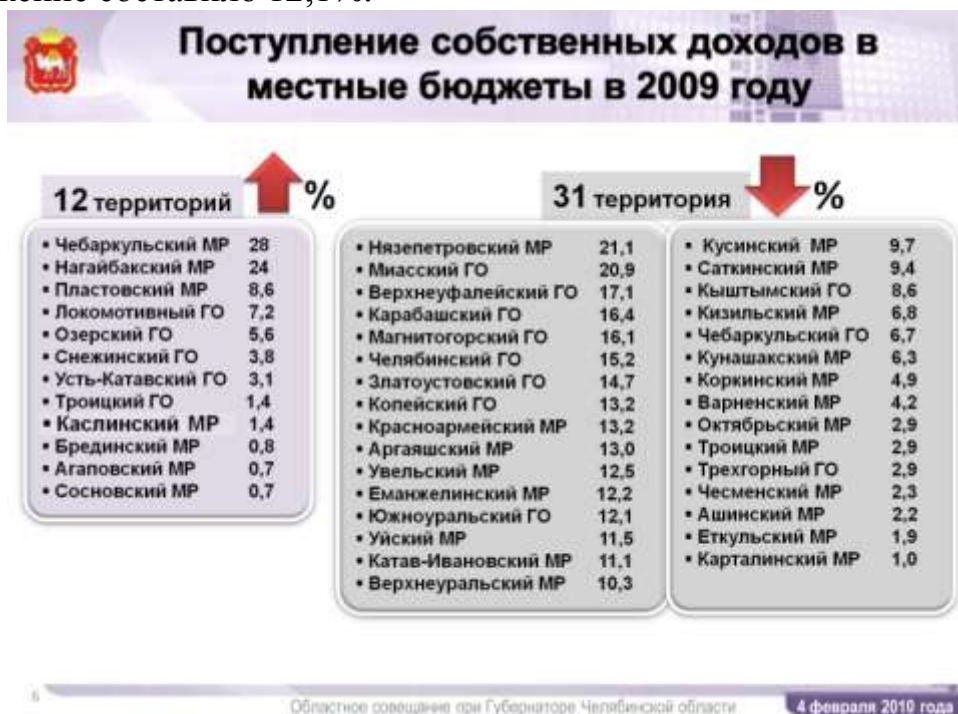 12,1%.
Поступление собственных доходов в
местные бюджеты в 2009 году
12 территорий %
• Чебаркульский МР 28
• Нагайбакский МР 24
• Пластовский МР 8,6
• Локомотивный ГО 7,2
• Озерский ГО 5,6
• Снежинский ГО 3,8
• Усть-Катавский ГО 3,1
• Троицкий ГО 1,4
• Каслинский МР 1,4
• Брединский МР 0,8
• Агаповский МР 0,7
• Сосновский МР 0,7
31 территория %
• Нязепетровский МР 21,1
• Миасский ГО 20,9
• Верхнеуфалейский ГО 17,1
• Карабашский ГО 16,4
• Магнитогорский ГО 16,1
• Челябинский ГО 15,2
• Златоустовский ГО 14,7
• Копейский ГО 13,2
• Красноармейский МР 13,2
• Аргаяшский МР 13,0
• Увельский МР 12,5
• Еманжелинский МР 12,2
• Южноуральский ГО 12,1
• Уйский МР 11,5
• Катав-Ивановский МР 11,1
• Верхнеуральский МР 10,3
• Кусинский МР 9,7
• Саткинский МР 9,4
• Кыштымский ГО 8,6
• Кизильский МР 6,8
• Чебаркульский ГО 6,7
• Кунашакский МР 6,3
• Коркинский МР 4,9
• Варненский МР 4,2
• Октябрьский МР 2,9
• Троицкий МР 2,9
• Трехгорный ГО 2,9
• Чесменский МР 2,3
• Ашинский МР 2,2
• Еткульский МР 1,9
• Карталинский МР 1,0
6
Областное совещание при Губернаторе Челябинской области
4 февраля 2010 года